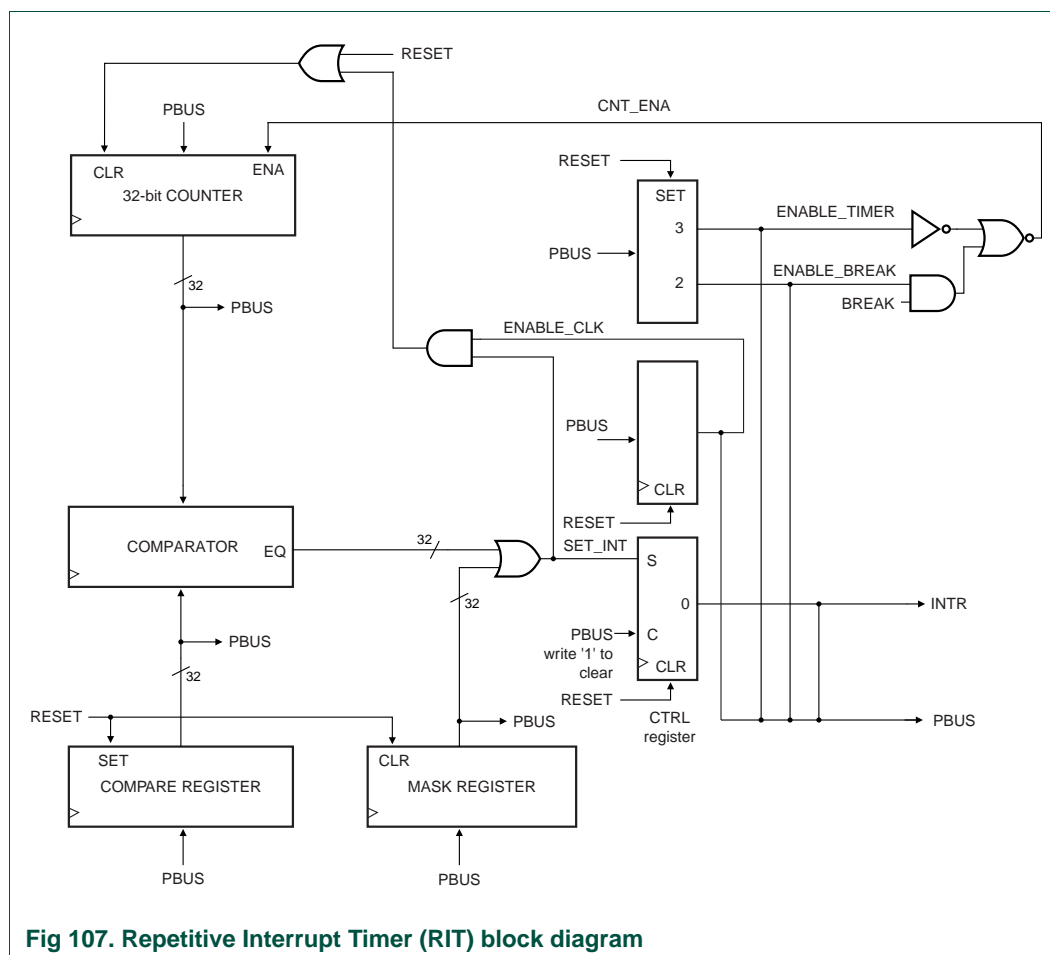 RESET
CNT_ENA
PBUS
CLR
ENA
32-bit COUNTER
RESET
SET
3
ENABLE_TIMER
PBUS
2
ENABLE_BREAK
BREAK
32
PBUS
ENABLE_CLK
PBUS
CLR
RESET
COMPARATOR
EQ
32
SET_INT
S
0
INTR
32
PBUS
C
write '1' to
clear
CLR
PBUS
32
RESET
RESET
CTRL
register
PBUS
PBUS
SET
COMPARE REGISTER
CLR
MASK REGISTER
PBUS
PBUS
Fig 107. Repetitive Interrupt Timer (RIT) block diagram